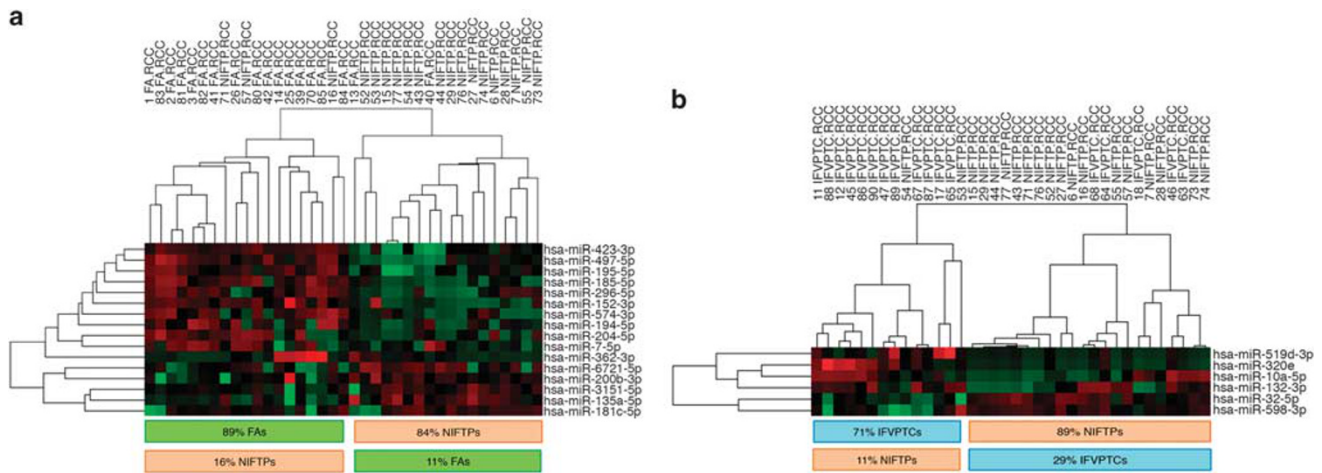 a
1 FA.RCC
83 FA.RCC
2 FA.RCC
81 FA.RCC
3 FA.RCC
82 FA.RCC
41 FA.RCC
71 NIFTP.RCC
26 FA.RCC
57 NIFTP.RCC
80 FA.RCC
42 FA.RCC
14 FA.RCC
25 FA.RCC
39 FA.RCC
70 FA.RCC
85 FA.RCC
16 NIFTP.RCC
84 FA.RCC
13 FA.RCC
52 NIFTP.RCC
53 NIFTP.RCC
15 NIFTP.RCC
77 NIFTP.RCC
54 NIFTP.RCC
43 NIFTP.RCC
40 FA.RCC
44 NIFTP.RCC
29 NIFTP.RCC
76 NIFTP.RCC
27 NIFTP.RCC
74 NIFTP.RCC
6 NIFTP.RCC
28 NIFTP.RCC
7 NIFTP.RCC
55 NIFTP.RCC
73 NIFTP.RCC
hsa-miR-423-3p
hsa-miR-497-5p
hsa-miR-195-5p
hsa-miR-185-5p
hsa-miR-296-5p
hsa-miR-152-3p
hsa-miR-574-3p
hsa-miR-194-5p
hsa-miR-204-5p
hsa-miR-7-5p
hsa-miR-362-3p
hsa-miR-6721-5p
hsa-miR-200b-3p
hsa-miR-3151-5p
hsa-miR-135a-5p
hsa-miR-181c-5p
89% FAs
84% NIFTPs
16% NIFTPs
11% FAs
b
11 IFVPTC.RCC
88 IFVPTC.RCC
12 IFVPTC.RCC
45 IFVPTC.RCC
86 IFVPTC.RCC
90 IFVPTC.RCC
47 IFVPTC.RCC
89 IFVPTC.RCC
54 NIFTP.RCC
67 IFVPTC.RCC
87 IFVPTC.RCC
17 IFVPTC.RCC
65 IFVPTC.RCC
53 NIFTP.RCC
15 NIFTP.RCC
29 NIFTP.RCC
44 NIFTP.RCC
77 NIFTP.RCC
43 NIFTP.RCC
71 NIFTP.RCC
76 NIFTP.RCC
52 NIFTP.RCC
27 NIFTP.RCC
6 NIFTP.RCC
16 NIFTP.RCC
68 IFVPTC.RCC
64 IFVPTC.RCC
55 NIFTP.RCC
57 NIFTP.RCC
18 IFVPTC.RCC
7 NIFTP.RCC
28 NIFTP.RCC
46 IFVPTC.RCC
63 IFVPTC.RCC
73 NIFTP.RCC
74 NIFTP.RCC
hsa-miR-519d-3p
hsa-miR-320e
hsa-miR-10a-5p
hsa-miR-132-3p
hsa-miR-32-5p
hsa-miR-598-3p
71% IFVPTCs
89% NIFTPs
11% NIFTPs
29% IFVPTCs